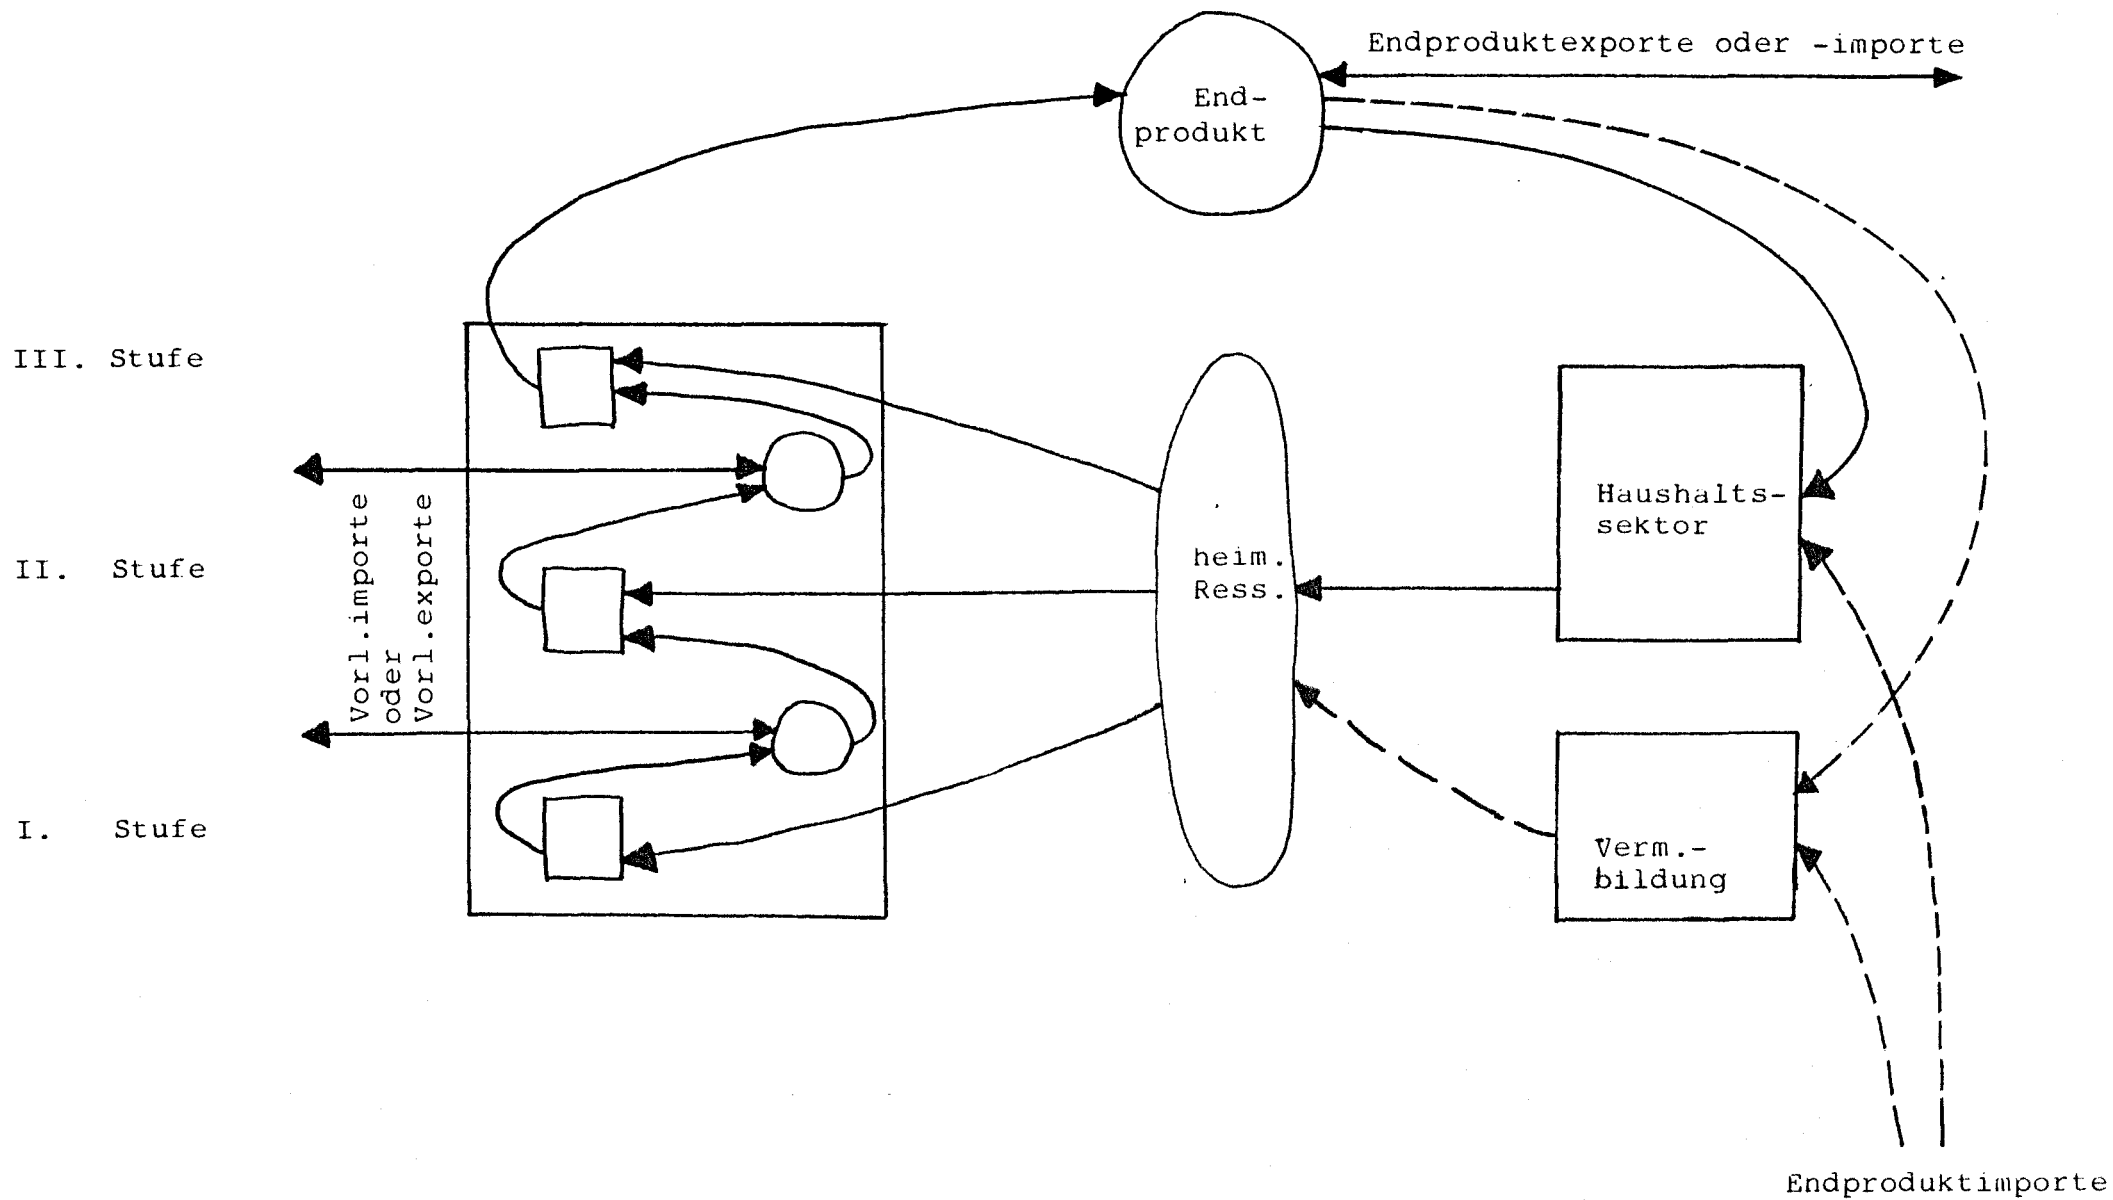 Endproduktexporte oder -importe
End-
produkt
III. Stufe
Haushalts-
sektor
Vorl.importe
oder
Vorl.exporte
heim.
Ress.
II. Stufe
I. Stufe
Verm.-
bildung
Endproduktimporte